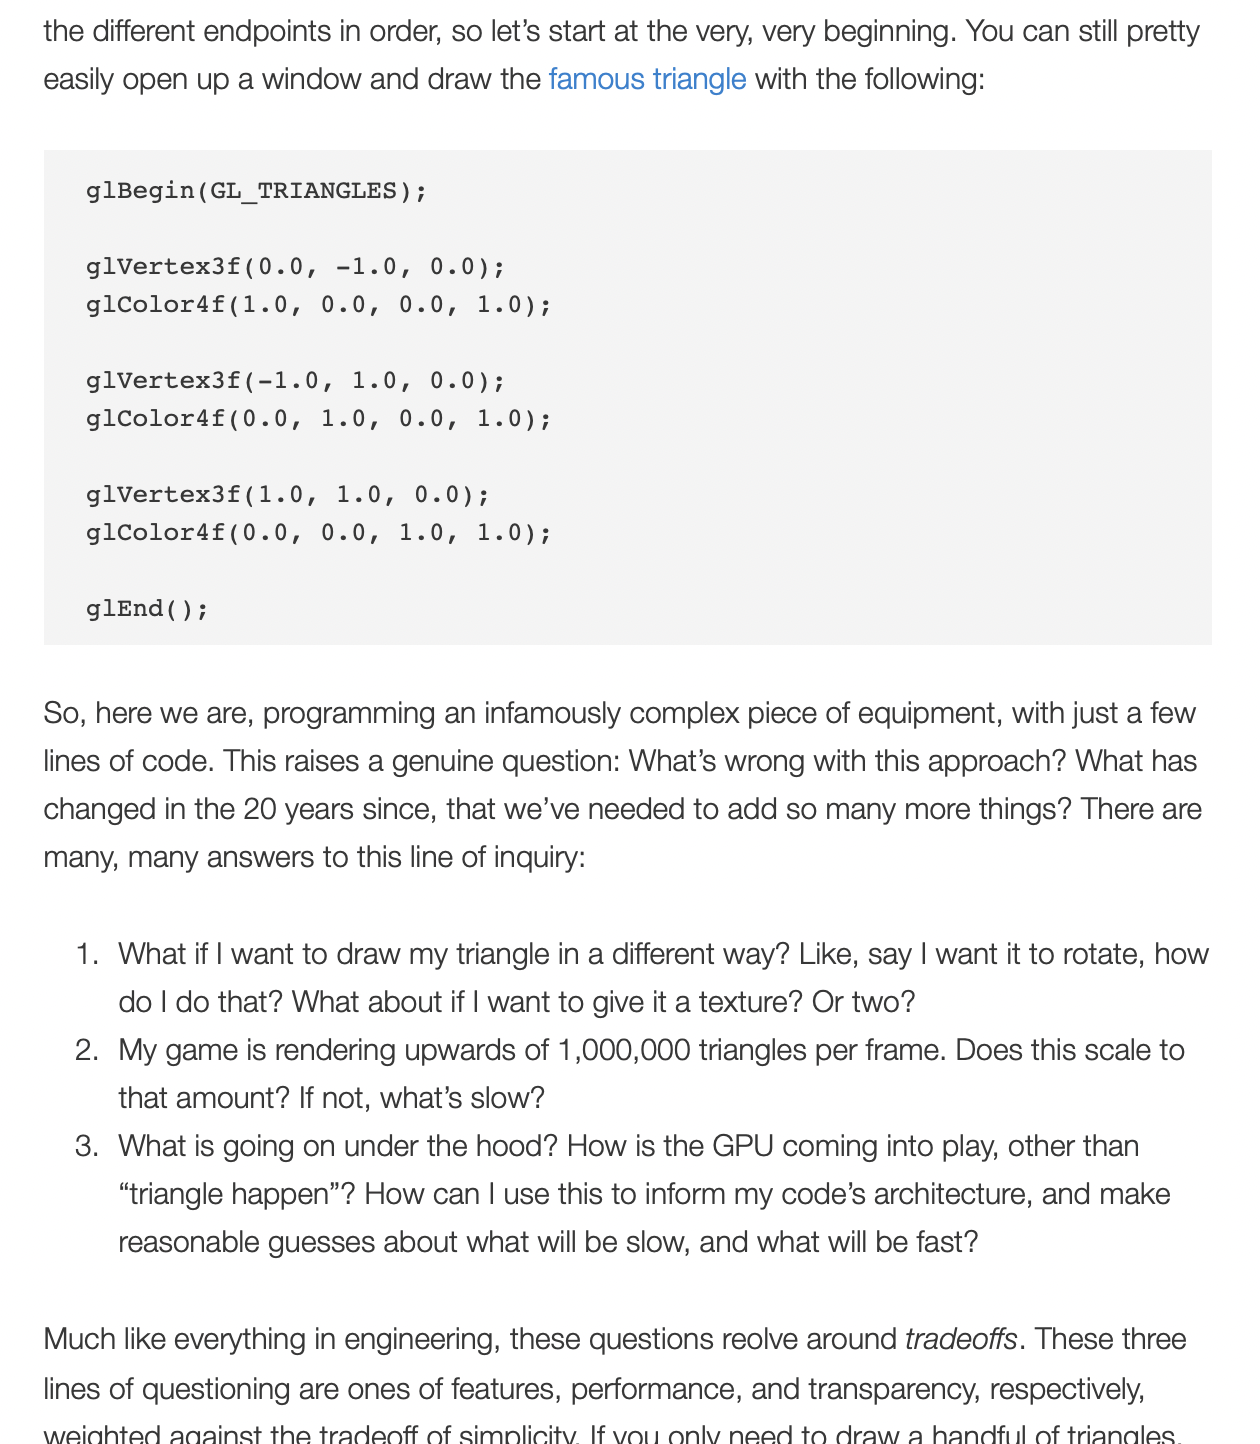 the different endpoints in order, so let’s start at the very, very beginning. You can still pretty
easily open up a window and draw the famous triangle with the following:
glBegin(GL_TRIANGLES);
glVertex3f(0.0, -1.0, 0.0);
glColor4f(1.0, 0.0, 0.0, 1.0);
glVertex3f(-1.0, 1.0, 0.0);
glColor4f(0.0, 1.0, 0.0, 1.0);
glVertex3f(1.0, 1.0, 0.0);
glColor4f(0.0, 0.0, 1.0, 1.0);
glEnd();
So, here we are, programming an infamously complex piece of equipment, with just a few
lines of code. This raises a genuine question: What’s wrong with this approach? What has
changed in the 20 years since, that we’ve needed to add so many more things? There are
many, many answers to this line of inquiry:
1. What if I want to draw my triangle in a different way? Like, say I want it to rotate, how
do I do that? What about if I want to give it a texture? Or two?
2. My game is rendering upwards of 1,000,000 triangles per frame. Does this scale to
that amount? If not, what’s slow?
3. What is going on under the hood? How is the GPU coming into play, other than
“triangle happen”? How can I use this to inform my code’s architecture, and make
reasonable guesses about what will be slow, and what will be fast?
Much like everything in engineering, these questions reolve around tradeoffs. These three
lines of questioning are ones of features, performance, and transparency, respectively,
weighted against the tradeoff of simplicity. If you only need to draw a handful of triangles,